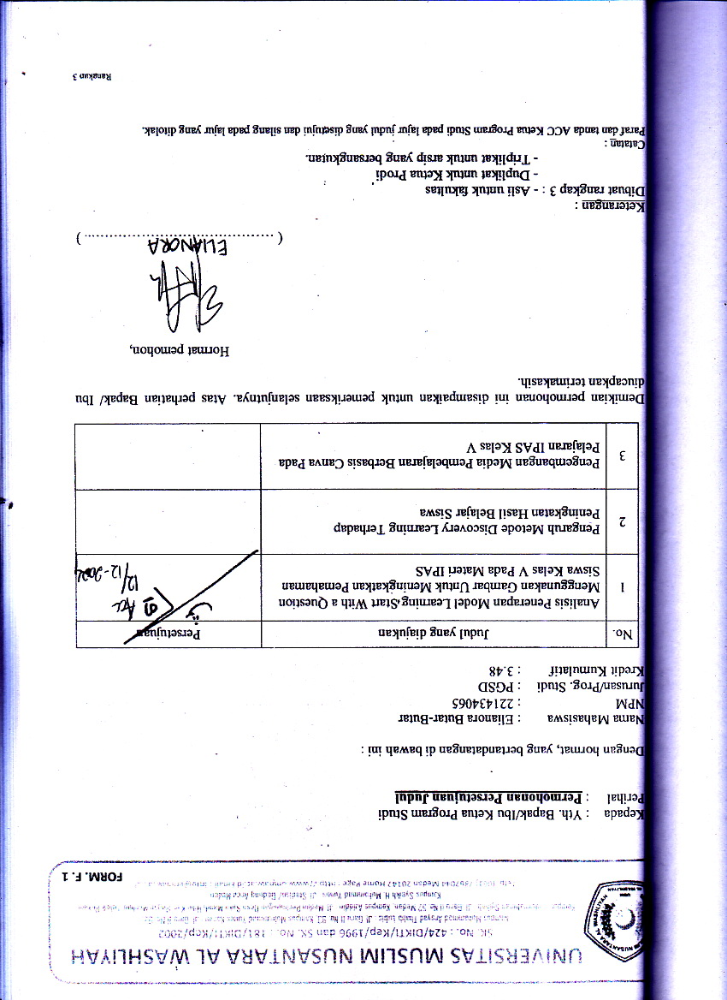 UNIVERSITAS MUSLIM NUSANTARA AL WASHLIYAH
SK. No. : 424/DIKTI/Kep/1996 dan SK. No. : 181/DIKTI/Kep/2002
FORM. F. 1
Kepada : Yth. Bapak/Ibu Ketua Program Studi
Perihal : Permohonan Persetujuan Judul
Dengan hormat, yang bertandatangan di bawah ini :
Nama Mahasiswa : Elianora Butar-Butar
NPM : 221434065
Jurusan/Prog. Studi : PGSD
Kredit Kumulatif : 3.48
No. Judul yang diajukan Persetujuan
1 Analisis Penerapan Model Learning Start With a Question
Menggunakan Gambar Untuk Meningkatkan Pemahaman
Siswa Kelas V Pada Materi IPAS
Acc
12/12-2024
2 Pengaruh Metode Discovery Learning Terhadap
Peningkatan Hasil Belajar Siswa
3 Pengembangan Media Pembelajaran Berbasis Canva Pada
Pelajaran IPAS Kelas V
Demikian permohonan ini disampaikan untuk pemeriksaan selanjutnya. Atas perhatian Bapak/ Ibu
diucapkan terimakasih.
Hormat pemohon,
ELIANORA
(....................................)
Keterangan :
Dibuat rangkap 3 : - Asli untuk fakultas
- Duplikat untuk Ketua Prodi
- Triplikat untuk arsip yang bersangkutan.
Catatan :
Paraf dan tanda ACC Ketua Program Studi pada lajur judul yang disetujui dan silang pada lajur yang ditolak.
Rangkap 3